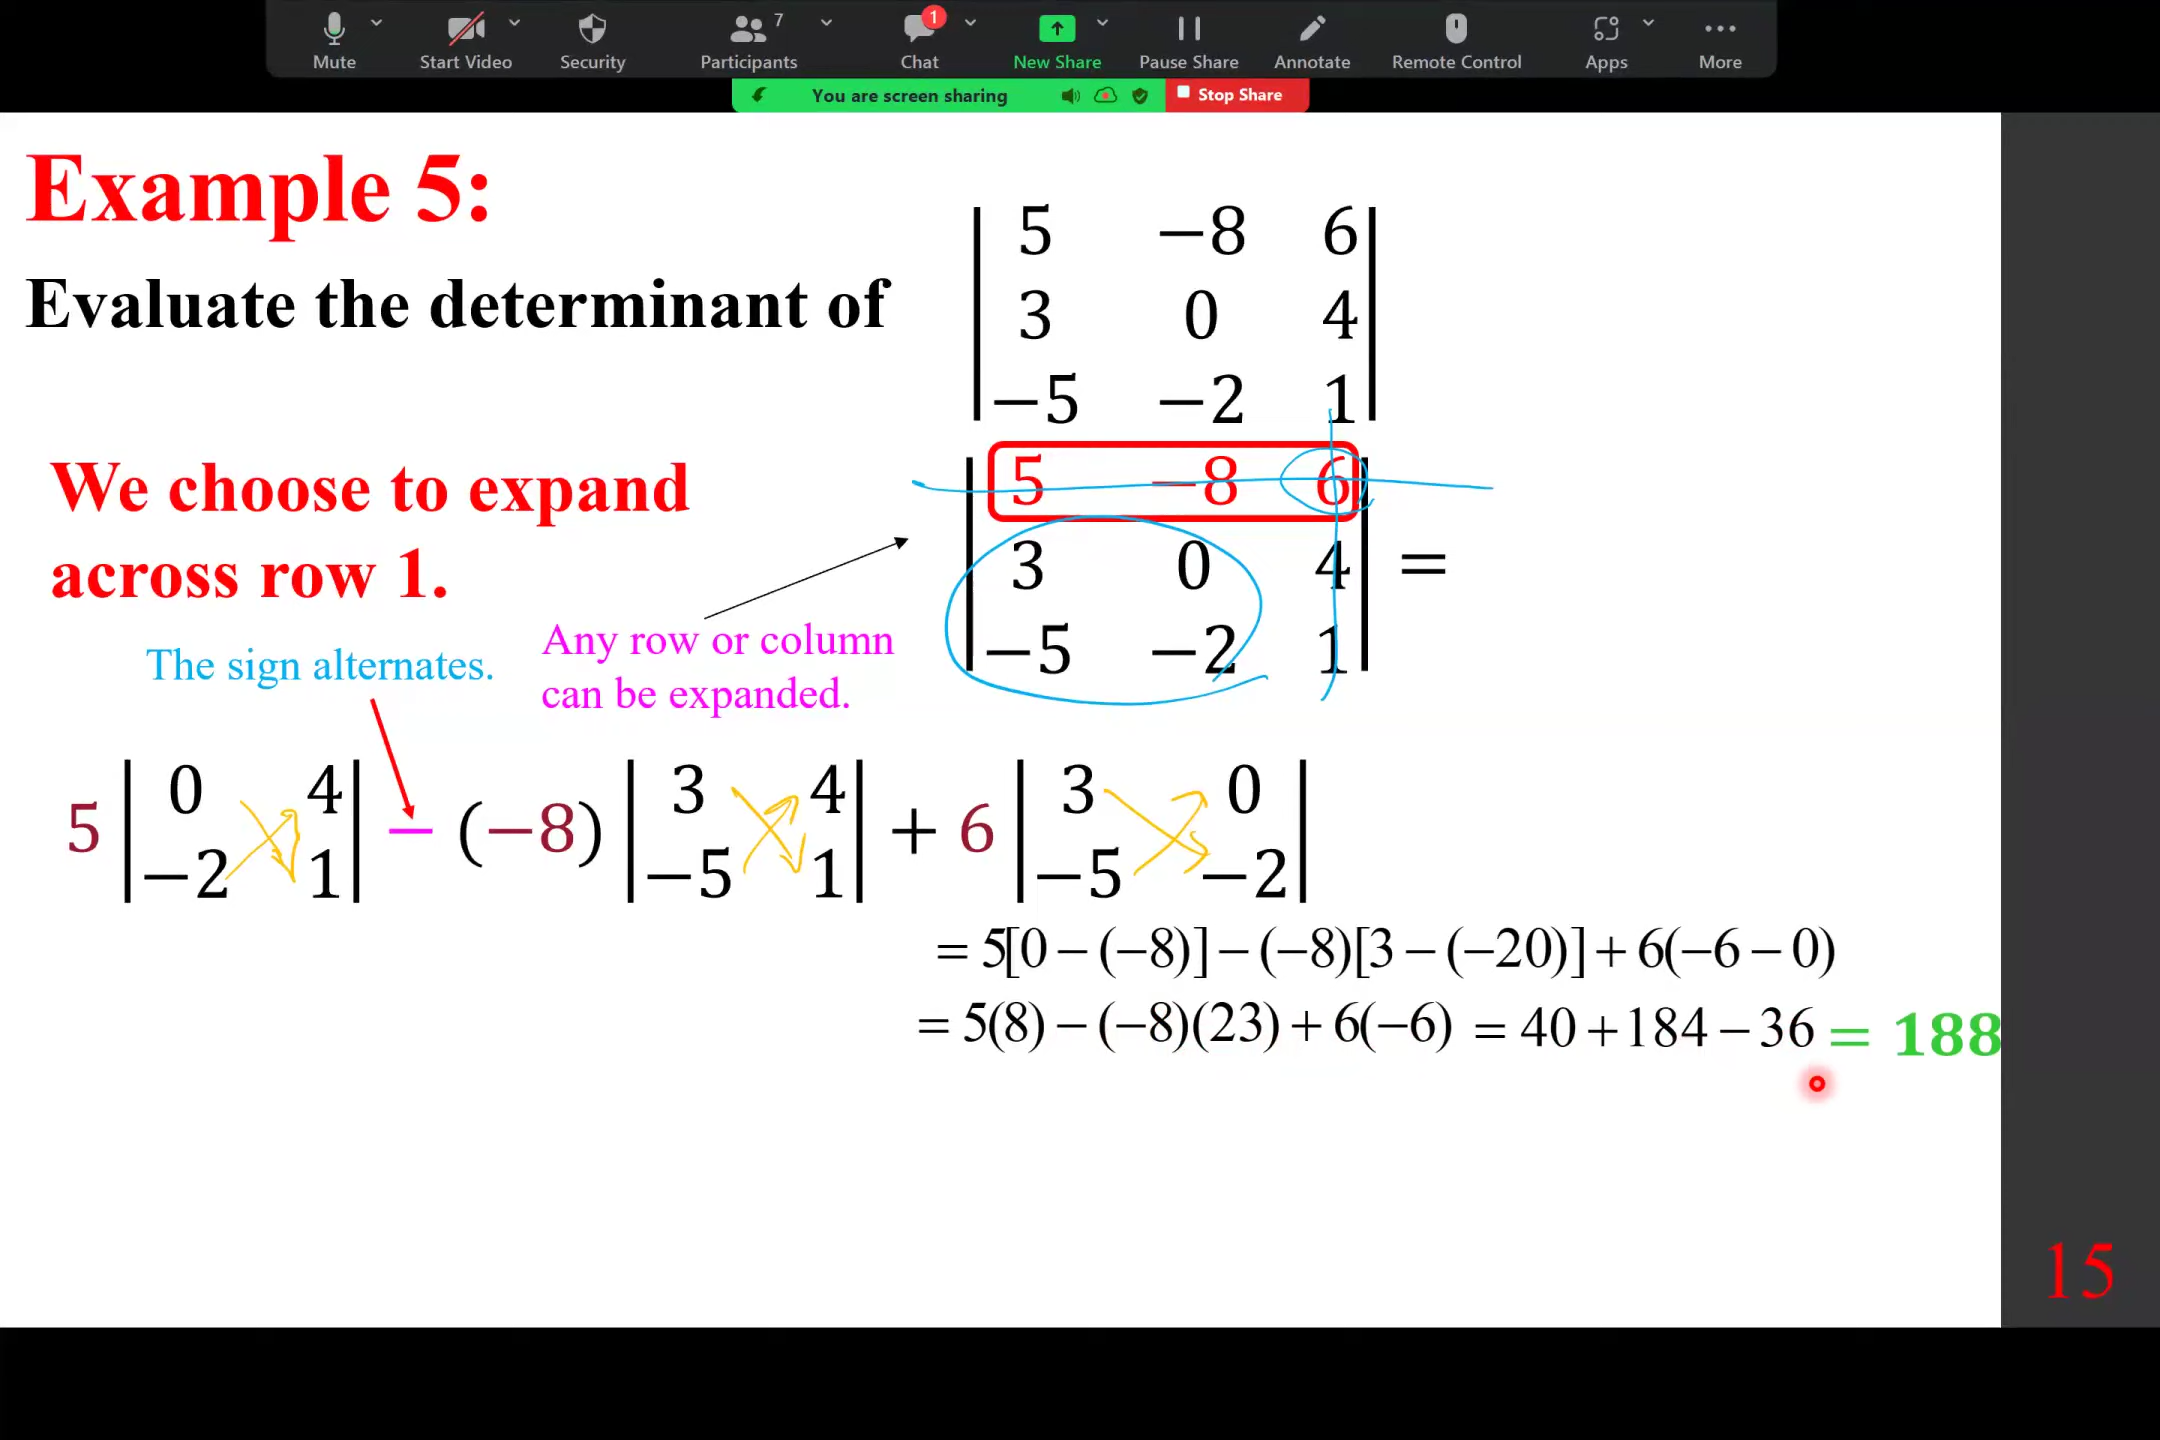 Mute Start Video Security Participants 7 Chat 1 New Share Pause Share Annotate Remote Control Apps More
You are screen sharing Stop Share
Example 5:
Evaluate the determinant of
|5 −8 6|
|3 0 4|
|−5 −2 1|
We choose to expand
across row 1.
|5 −8 6|
|3 0 4| =
|−5 −2 1|
The sign alternates.
Any row or column
can be expanded.
5 |0 4| − (−8) |3 4| + 6 |3 0|
|−2 1| |−5 1| |−5 −2|
= 5[0 − (−8)] − (−8)[3 − (−20)] + 6(−6 − 0)
= 5(8) − (−8)(23) + 6(−6) = 40 + 184 − 36 = 188
15